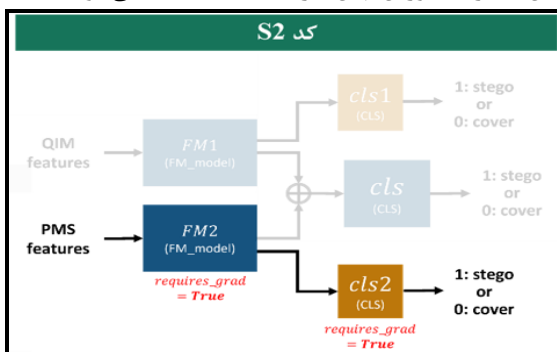 کد S2
QIM
features
FM1
(FM_model)
cls1
(CLS)
1: stego
or
0: cover
cls
(CLS)
1: stego
or
0: cover
PMS
features
FM2
(FM_model)
requires_grad
= True
cls2
(CLS)
requires_grad
= True
1: stego
or
0: cover